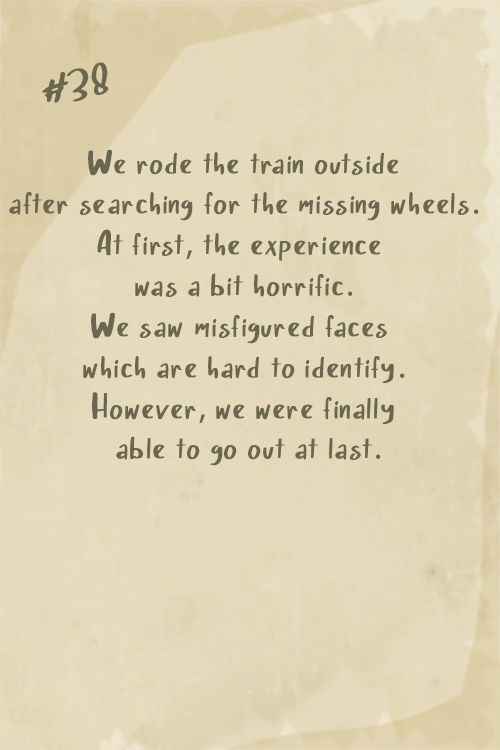 #38
We rode the train outside
after searching for the missing wheels.
At first, the experience
was a bit horrific.
We saw misfigured faces
which are hard to identify.
However, we were finally
able to go out at last.